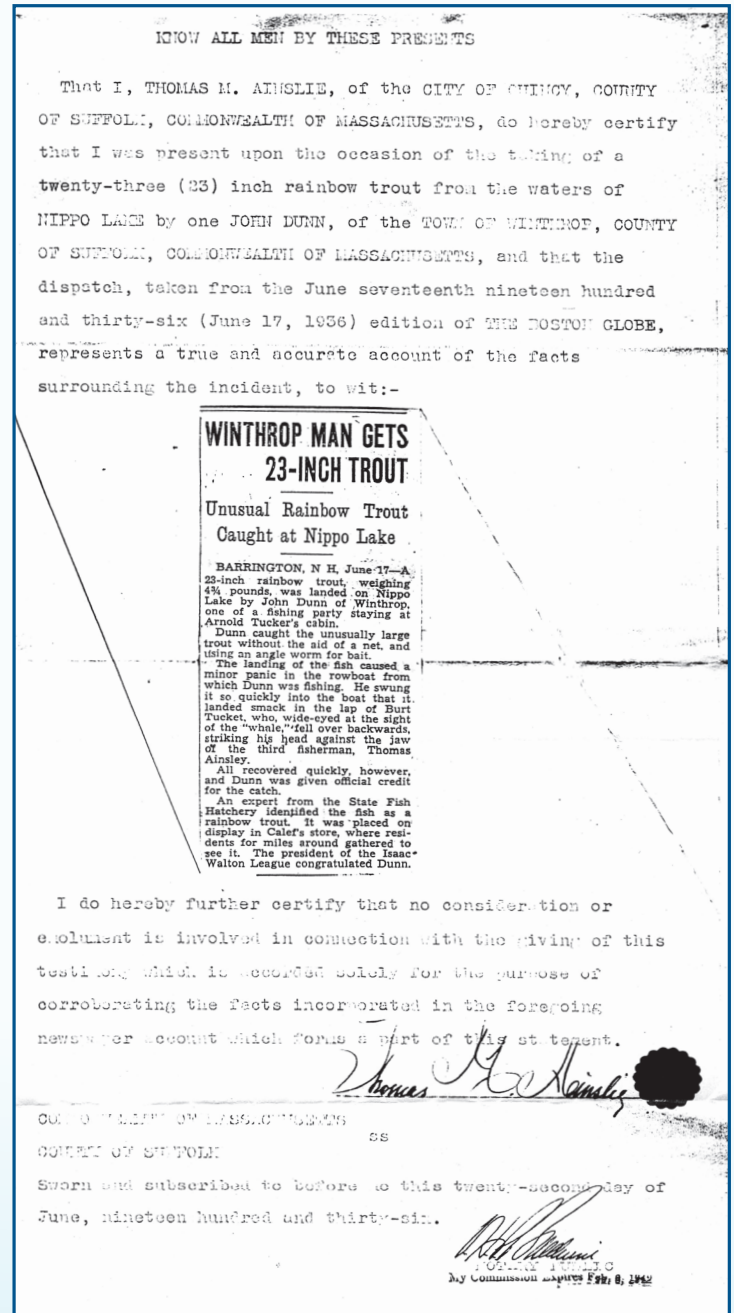 KNOW ALL MEN BY THESE PRESENTS
That I, THOMAS M. AINSLIE, of the CITY OF QUINCY, COUNTY
OF SUFFOLK, COMMONWEALTH OF MASSACHUSETTS, do hereby certify
that I was present upon the occasion of the taking of a
twenty-three (23) inch rainbow trout from the waters of
NIPPO LAKE by one JOHN DUNN, of the TOWN OF WINTHROP, COUNTY
OF SUFFOLK, COMMONWEALTH OF MASSACHUSETTS, and that the
dispatch, taken from the June seventeenth nineteen hundred
and thirty-six (June 17, 1936) edition of THE BOSTON GLOBE,
represents a true and accurate account of the facts
surrounding the incident, to wit:-
WINTHROP MAN GETS
23-INCH TROUT
Unusual Rainbow Trout
Caught at Nippo Lake
BARRINGTON, N H, June 17—A
23-inch rainbow trout, weighing
4¾ pounds, was landed on Nippo
Lake by John Dunn of Winthrop,
one of a fishing party staying at
Arnold Tucker's cabin.
Dunn caught the unusually large
trout without the aid of a net, and
using an angle worm for bait.
The landing of the fish caused a
minor panic in the rowboat from
which Dunn was fishing. He swung
it so quickly into the boat that it
landed smack in the lap of Burt
Tucket, who, wide-eyed at the sight
of the "whale," fell over backwards,
striking his head against the jaw
of the third fisherman, Thomas
Ainsley.
All recovered quickly, however,
and Dunn was given official credit
for the catch.
An expert from the State Fish
Hatchery identified the fish as a
rainbow trout. It was placed on
display in Calef's store, where resi-
dents for miles around gathered to
see it. The president of the Isaac
Walton League congratulated Dunn.
I do hereby further certify that no consideration or
emolument is involved in connection with the giving of this
testimony which is accorded solely for the purpose of
corroborating the facts incorporated in the foregoing
newspaper account which forms a part of this statement.
Thomas M. Ainslie
COMMONWEALTH OF MASSACHUSETTS
SS
COUNTY OF SUFFOLK
Sworn and subscribed to before me this twenty-second day of
June, nineteen hundred and thirty-six.
NOTARY PUBLIC
My Commission Expires Feb. 8, 1942